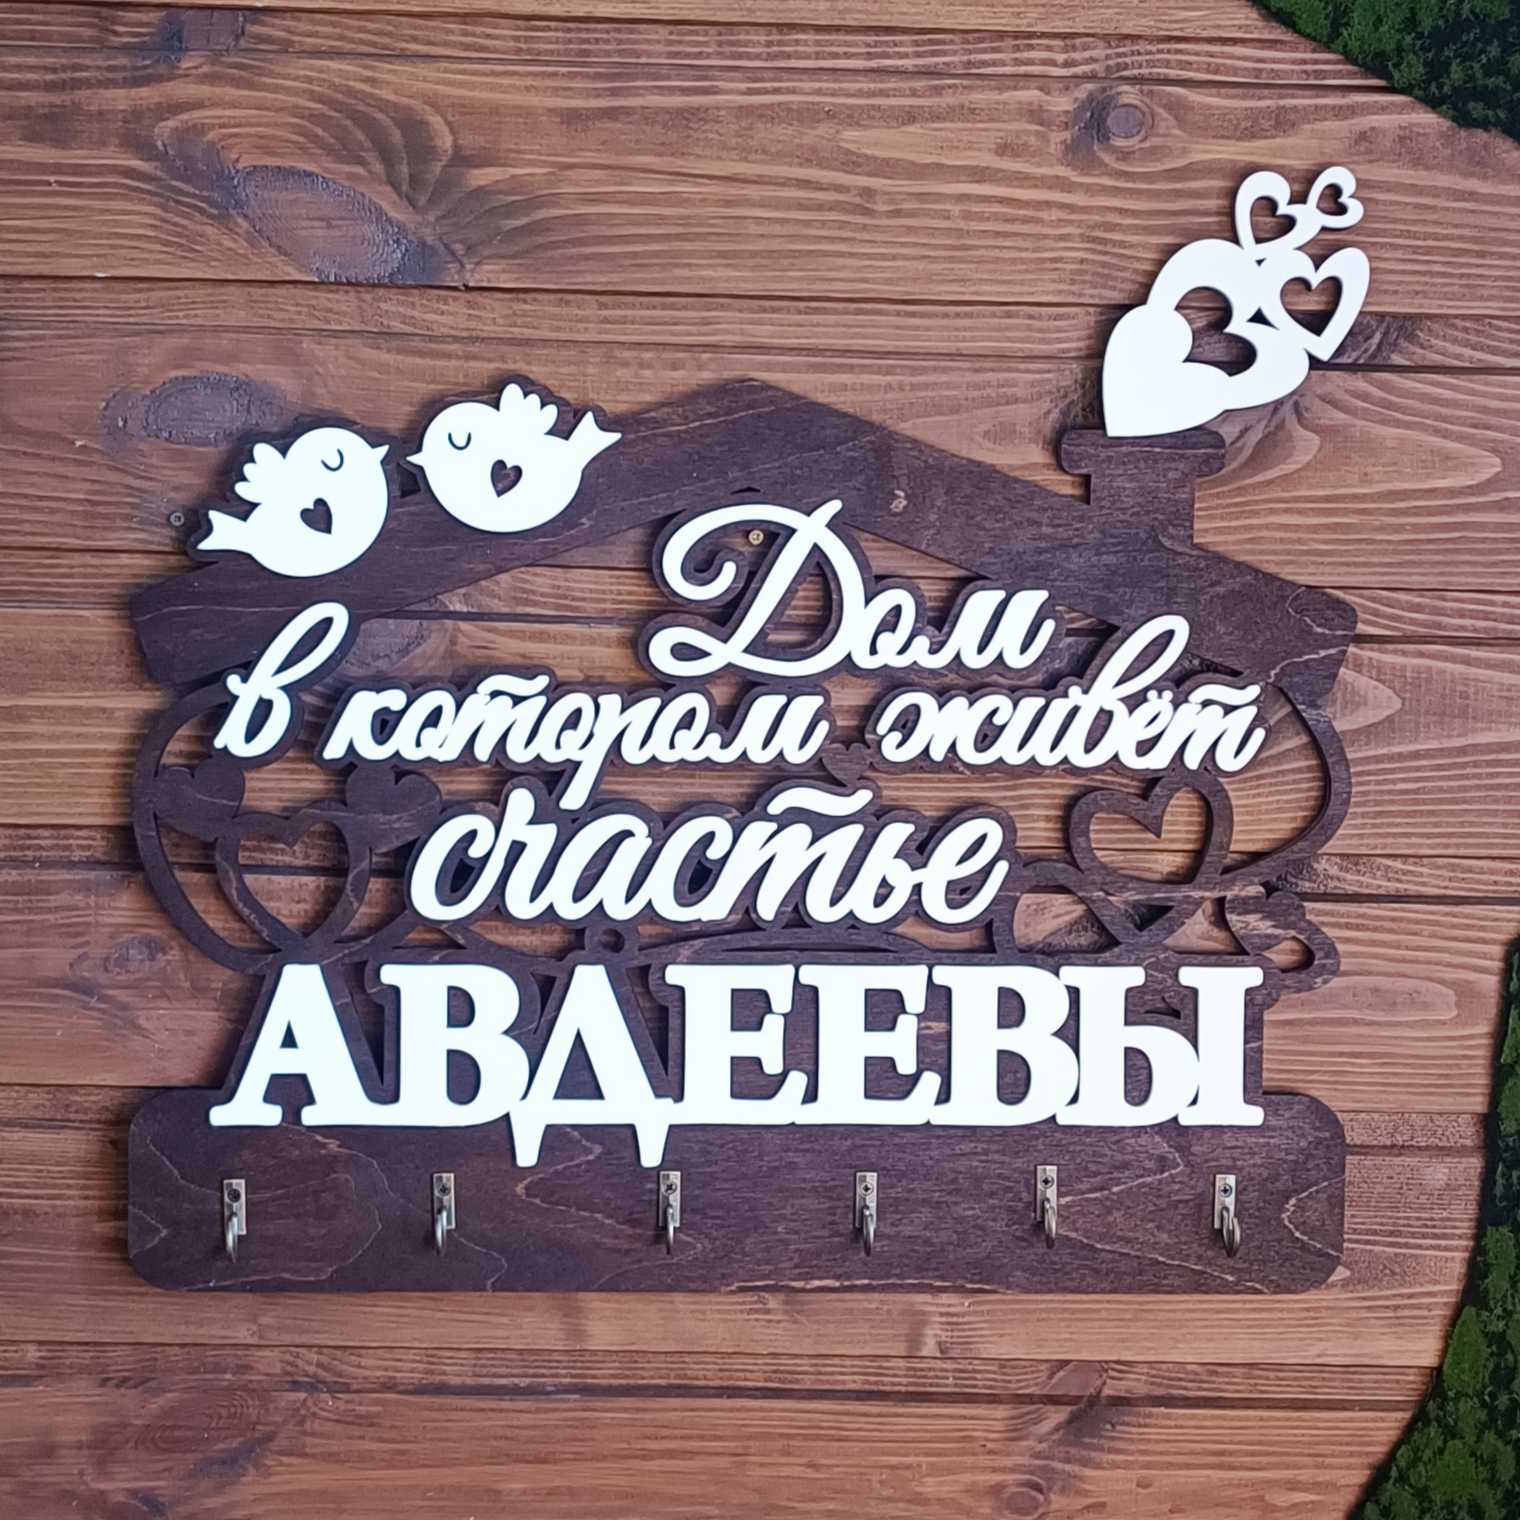 Дом
в котором живёт
счастье
АВДЕЕВЫ